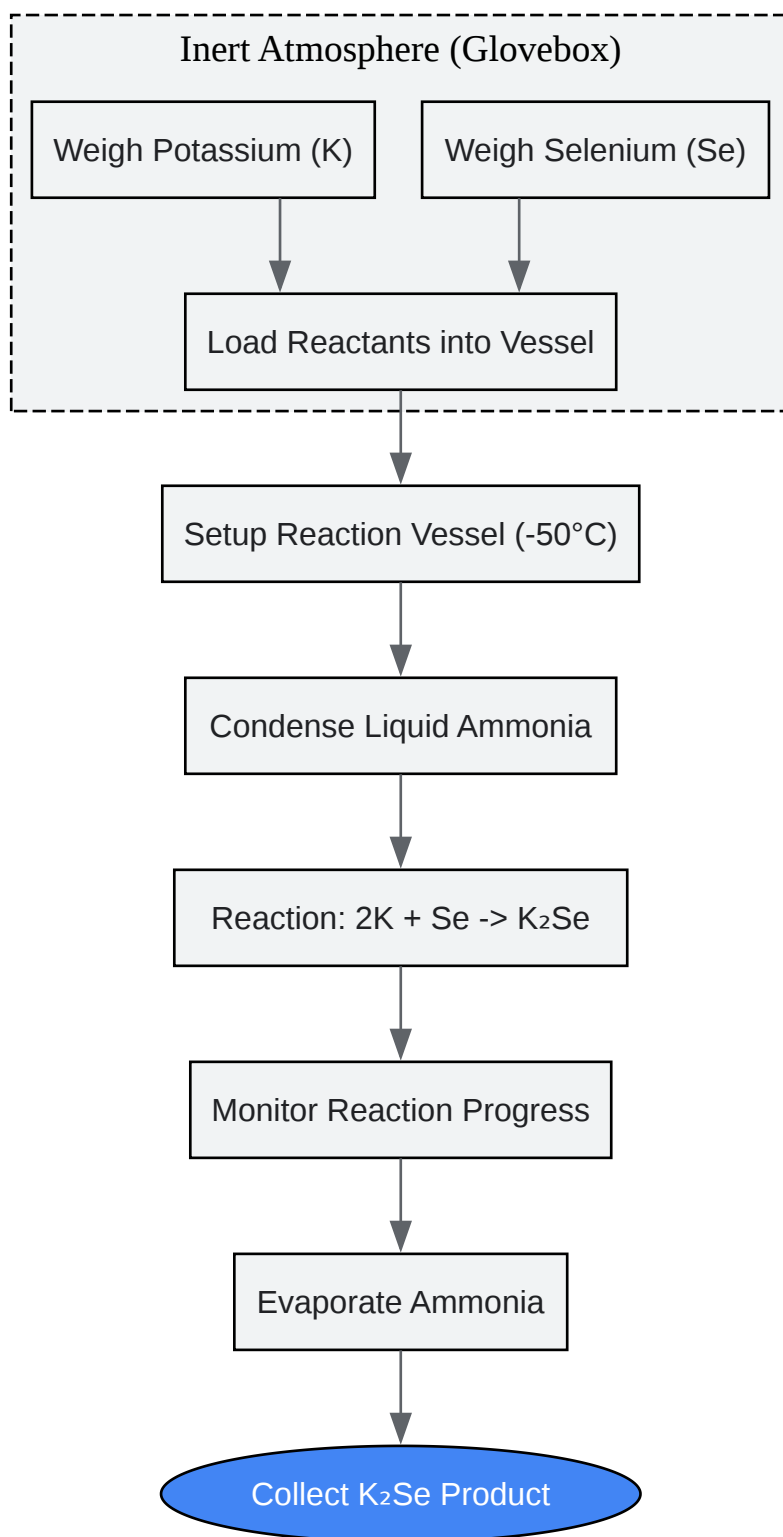 Inert Atmosphere (Glovebox)
Weigh Potassium (K)
Weigh Selenium (Se)
Load Reactants into Vessel
Setup Reaction Vessel (-50°C)
Condense Liquid Ammonia
Reaction: 2K + Se -> K₂Se
Monitor Reaction Progress
Evaporate Ammonia
Collect K₂Se Product